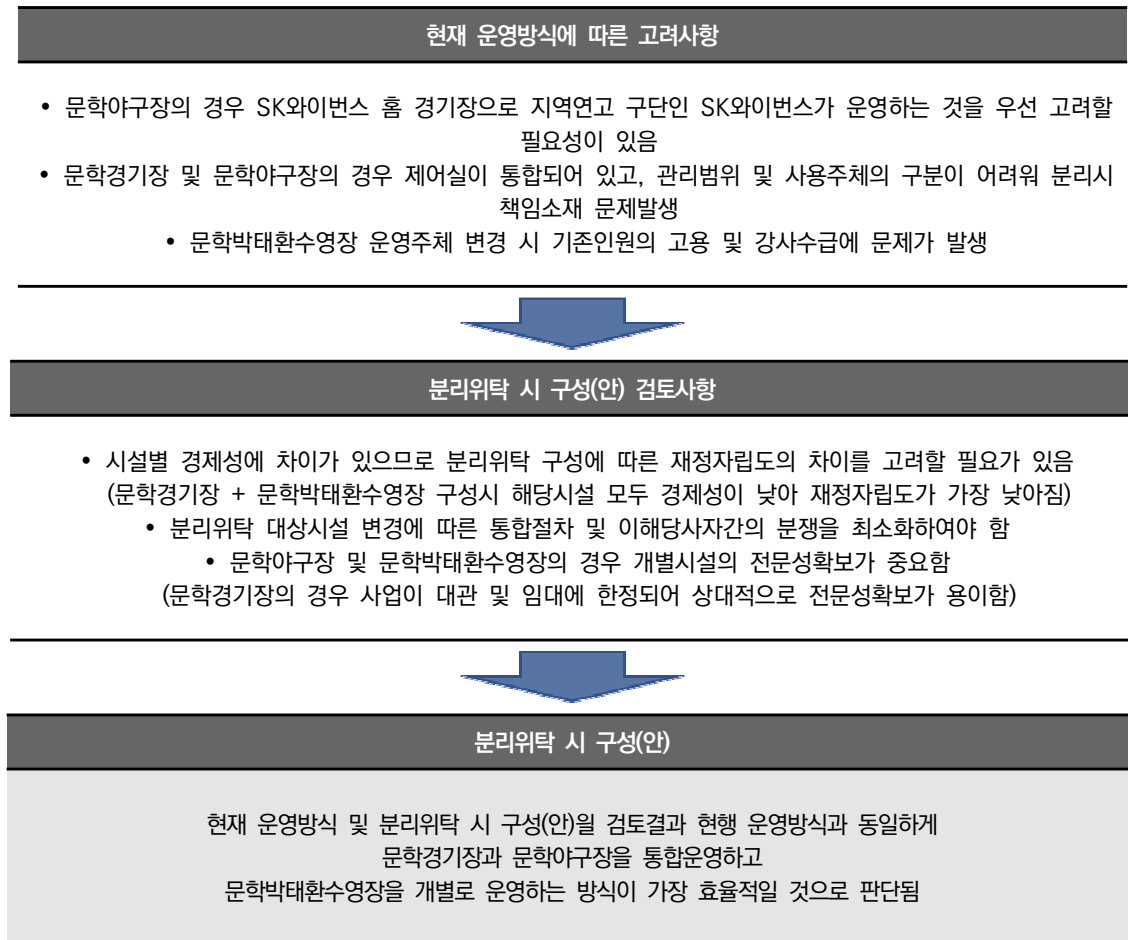 현재 운영방식에 따른 고려사항
• 문학야구장의 경우 SK와이번스 홈 경기장으로 지역연고 구단인 SK와이번스가 운영하는 것을 우선 고려할
필요성이 있음
• 문학경기장 및 문학야구장의 경우 제어실이 통합되어 있고, 관리범위 및 사용주체의 구분이 어려워 분리시
책임소재 문제발생
• 문학박태환수영장 운영주체 변경 시 기존인원의 고용 및 강사수급에 문제가 발생
분리위탁 시 구성(안) 검토사항
• 시설별 경제성에 차이가 있으므로 분리위탁 구성에 따른 재정자립도의 차이를 고려할 필요가 있음
(문학경기장 + 문학박태환수영장 구성시 해당시설 모두 경제성이 낮아 재정자립도가 가장 낮아짐)
• 분리위탁 대상시설 변경에 따른 통합절차 및 이해당사자간의 분쟁을 최소화하여야 함
• 문학야구장 및 문학박태환수영장의 경우 개별시설의 전문성확보가 중요함
(문학경기장의 경우 사업이 대관 및 임대에 한정되어 상대적으로 전문성확보가 용이함)
분리위탁 시 구성(안)
현재 운영방식 및 분리위탁 시 구성(안)읠 검토결과 현행 운영방식과 동일하게
문학경기장과 문학야구장을 통합운영하고
문학박태환수영장을 개별로 운영하는 방식이 가장 효율적일 것으로 판단됨